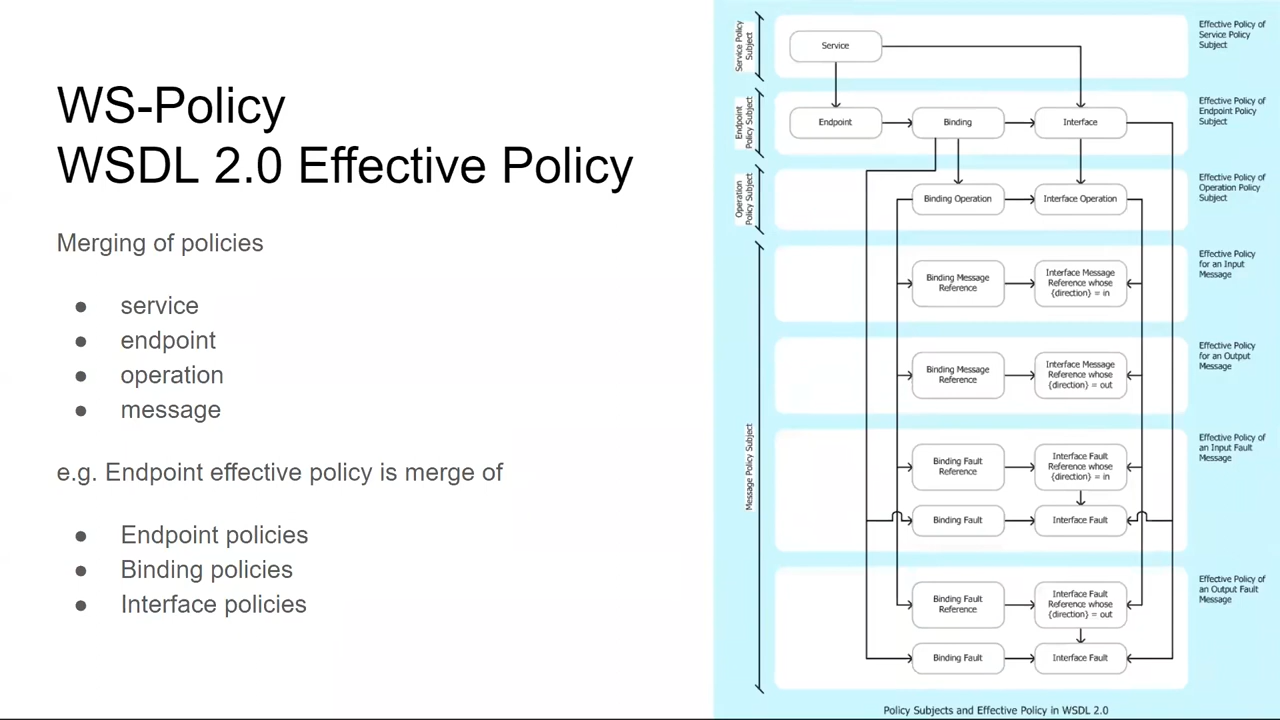 WS-Policy
WSDL 2.0 Effective Policy
Merging of policies
● service
● endpoint
● operation
● message
e.g. Endpoint effective policy is merge of
● Endpoint policies
● Binding policies
● Interface policies
Service Policy
Subject
Service
Effective Policy of
Service Policy
Subject
Endpoint
Policy Subject
Endpoint
Binding
Interface
Effective Policy of
Endpoint Policy
Subject
Operation
Policy Subject
Binding Operation
Interface Operation
Effective Policy of
Operation Policy
Subject
Message Policy Subject
Binding Message
Reference
Interface Message
Reference whose
{direction} = in
Effective Policy
for an Input
Message
Binding Message
Reference
Interface Message
Reference whose
{direction} = out
Effective Policy
for an Output
Message
Binding Fault
Reference
Interface Fault
Reference whose
{direction} = in
Effective Policy of
an Input Fault
Message
Binding Fault
Interface Fault
Binding Fault
Reference
Interface Fault
Reference whose
{direction} = out
Effective Policy of
an Output Fault
Message
Binding Fault
Interface Fault
Policy Subjects and Effective Policy in WSDL 2.0